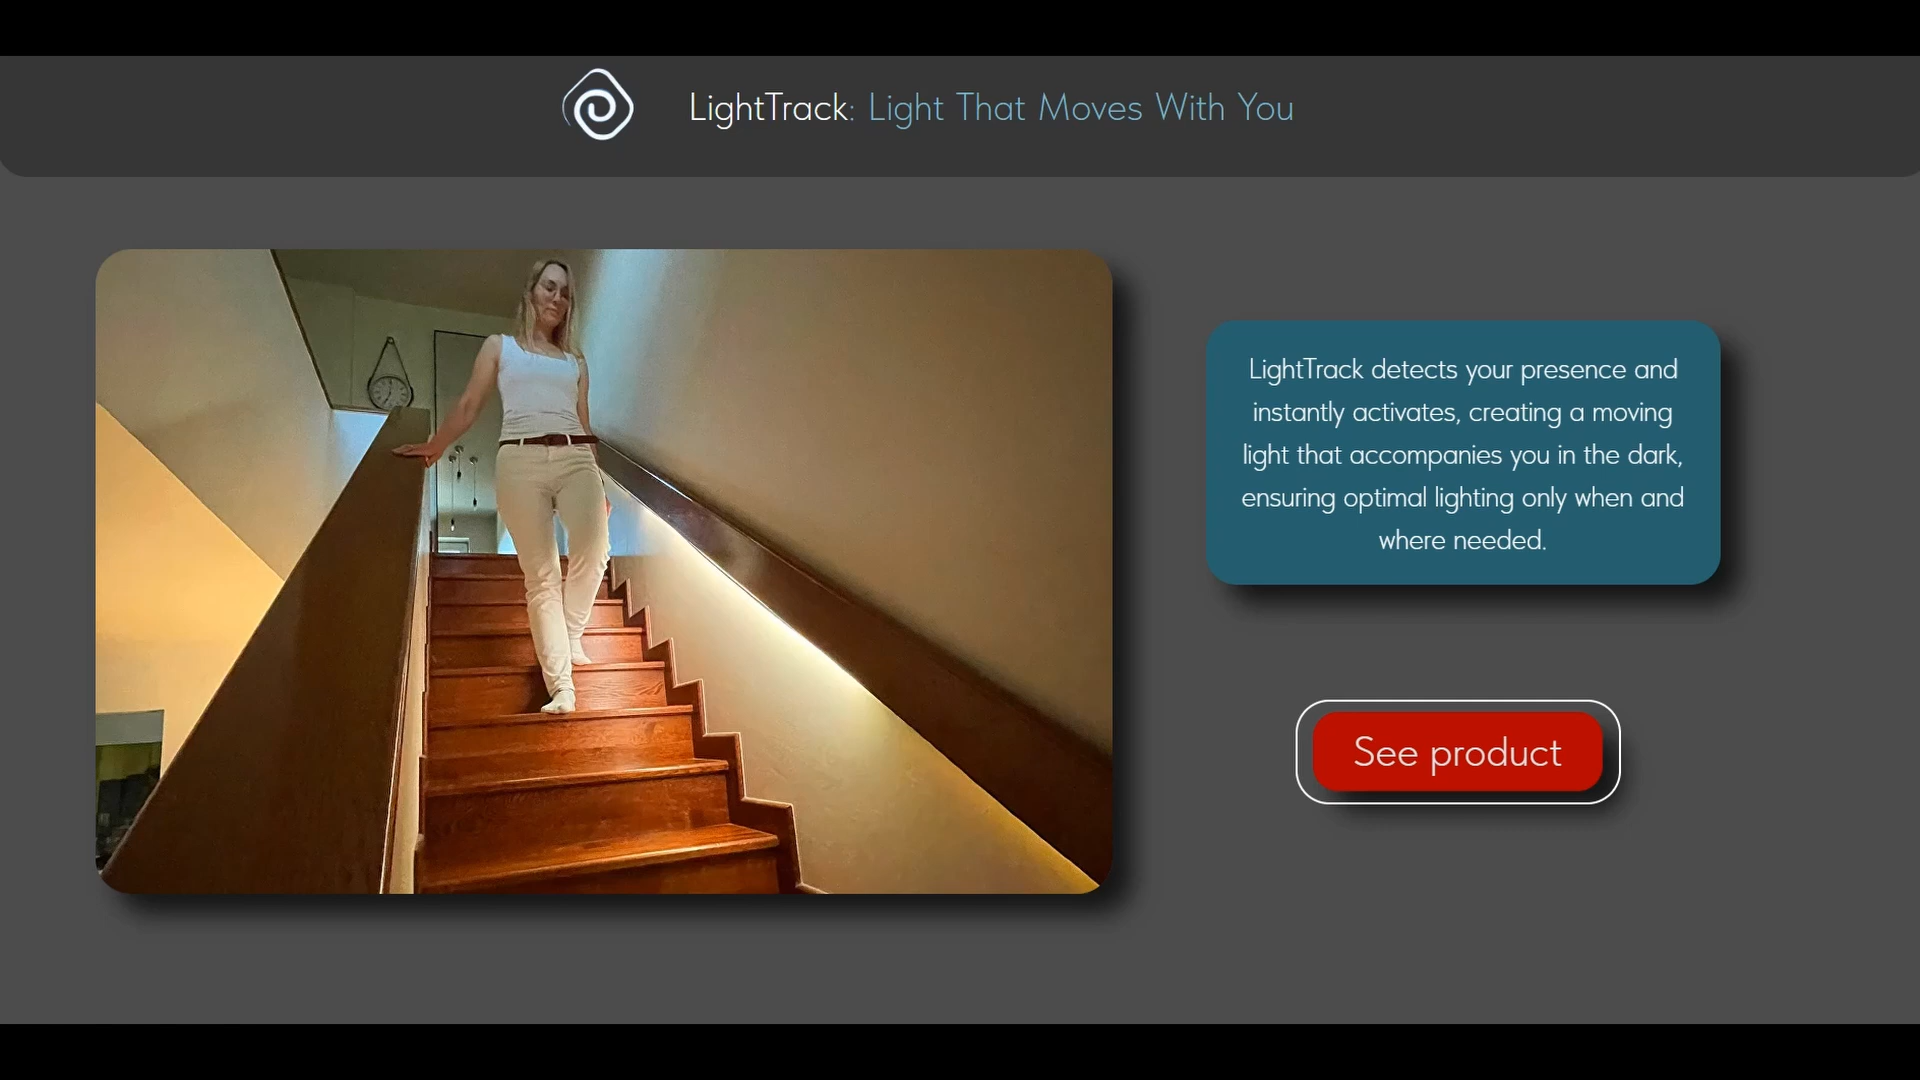 LightTrack: Light That Moves With You
LightTrack detects your presence and
instantly activates, creating a moving
light that accompanies you in the dark,
ensuring optimal lighting only when and
where needed.
See product